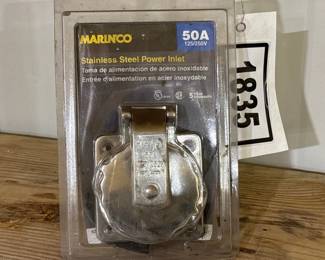 MARINCO
50A
125/250V
Stainless Steel Power Inlet
Toma de alimentación de acero inoxidable
Entrée d'alimentation en acier inoxydable
1835